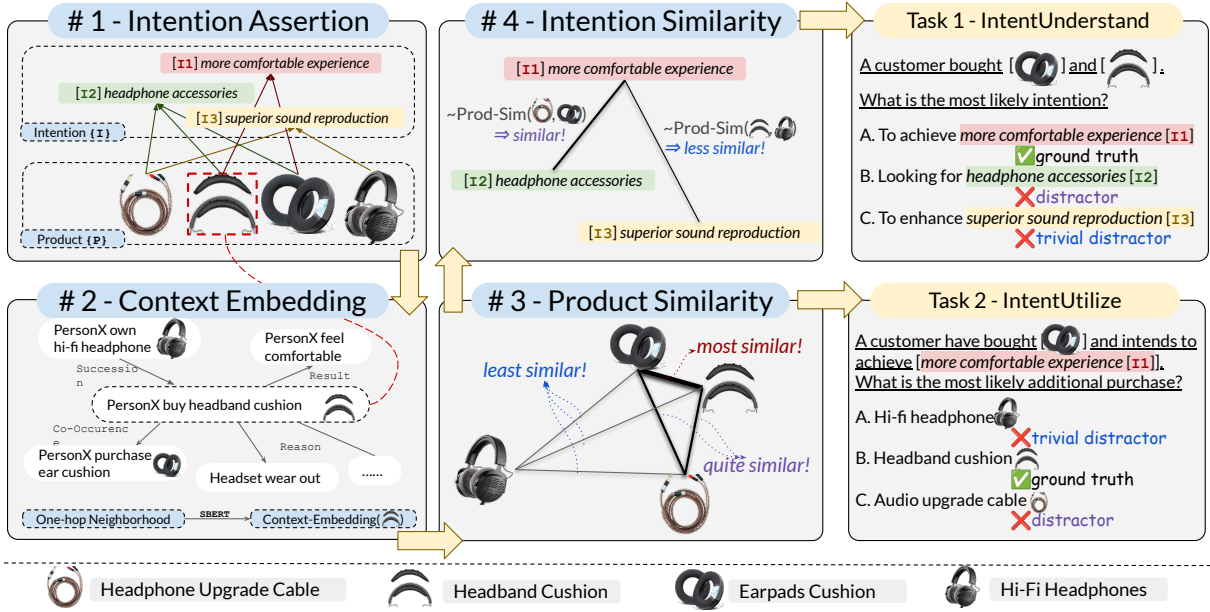 # 1 - Intention Assertion
[I1] more comfortable experience
[I2] headphone accessories
[I3] superior sound reproduction
Intention {I}
Product {P}
# 2 - Context Embedding
PersonX own
hi-fi headphone
PersonX feel
comfortable
Successio
n
Result
PersonX buy headband cushion
Co-Occurenc
e
Reason
PersonX purchase
ear cushion
Headset wear out
......
One-hop Neighborhood
SBERT
Context-Embedding( )
# 4 - Intention Similarity
[I1] more comfortable experience
~Prod-Sim( , )
⇒ similar!
~Prod-Sim( , )
⇒ less similar!
[I2] headphone accessories
[I3] superior sound reproduction
# 3 - Product Similarity
most similar!
least similar!
quite similar!
Task 1 - IntentUnderstand
A customer bought [ ] and [ ].
What is the most likely intention?
A. To achieve more comfortable experience [I1]
✅ground truth
B. Looking for headphone accessories [I2]
❌distractor
C. To enhance superior sound reproduction [I3]
❌trivial distractor
Task 2 - IntentUtilize
A customer have bought [ ] and intends to
achieve [more comfortable experience [I1]].
What is the most likely additional purchase?
A. Hi-fi headphone
❌trivial distractor
B. Headband cushion
✅ground truth
C. Audio upgrade cable
❌distractor
Headphone Upgrade Cable
Headband Cushion
Earpads Cushion
Hi-Fi Headphones